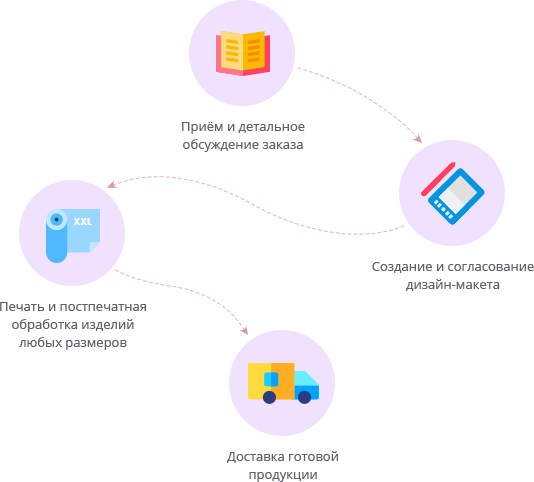 Приём и детальное
обсуждение заказа
Создание и согласование
дизайн-макета
XXL
Печать и постпечатная
обработка изделий
любых размеров
Доставка готовой
продукции